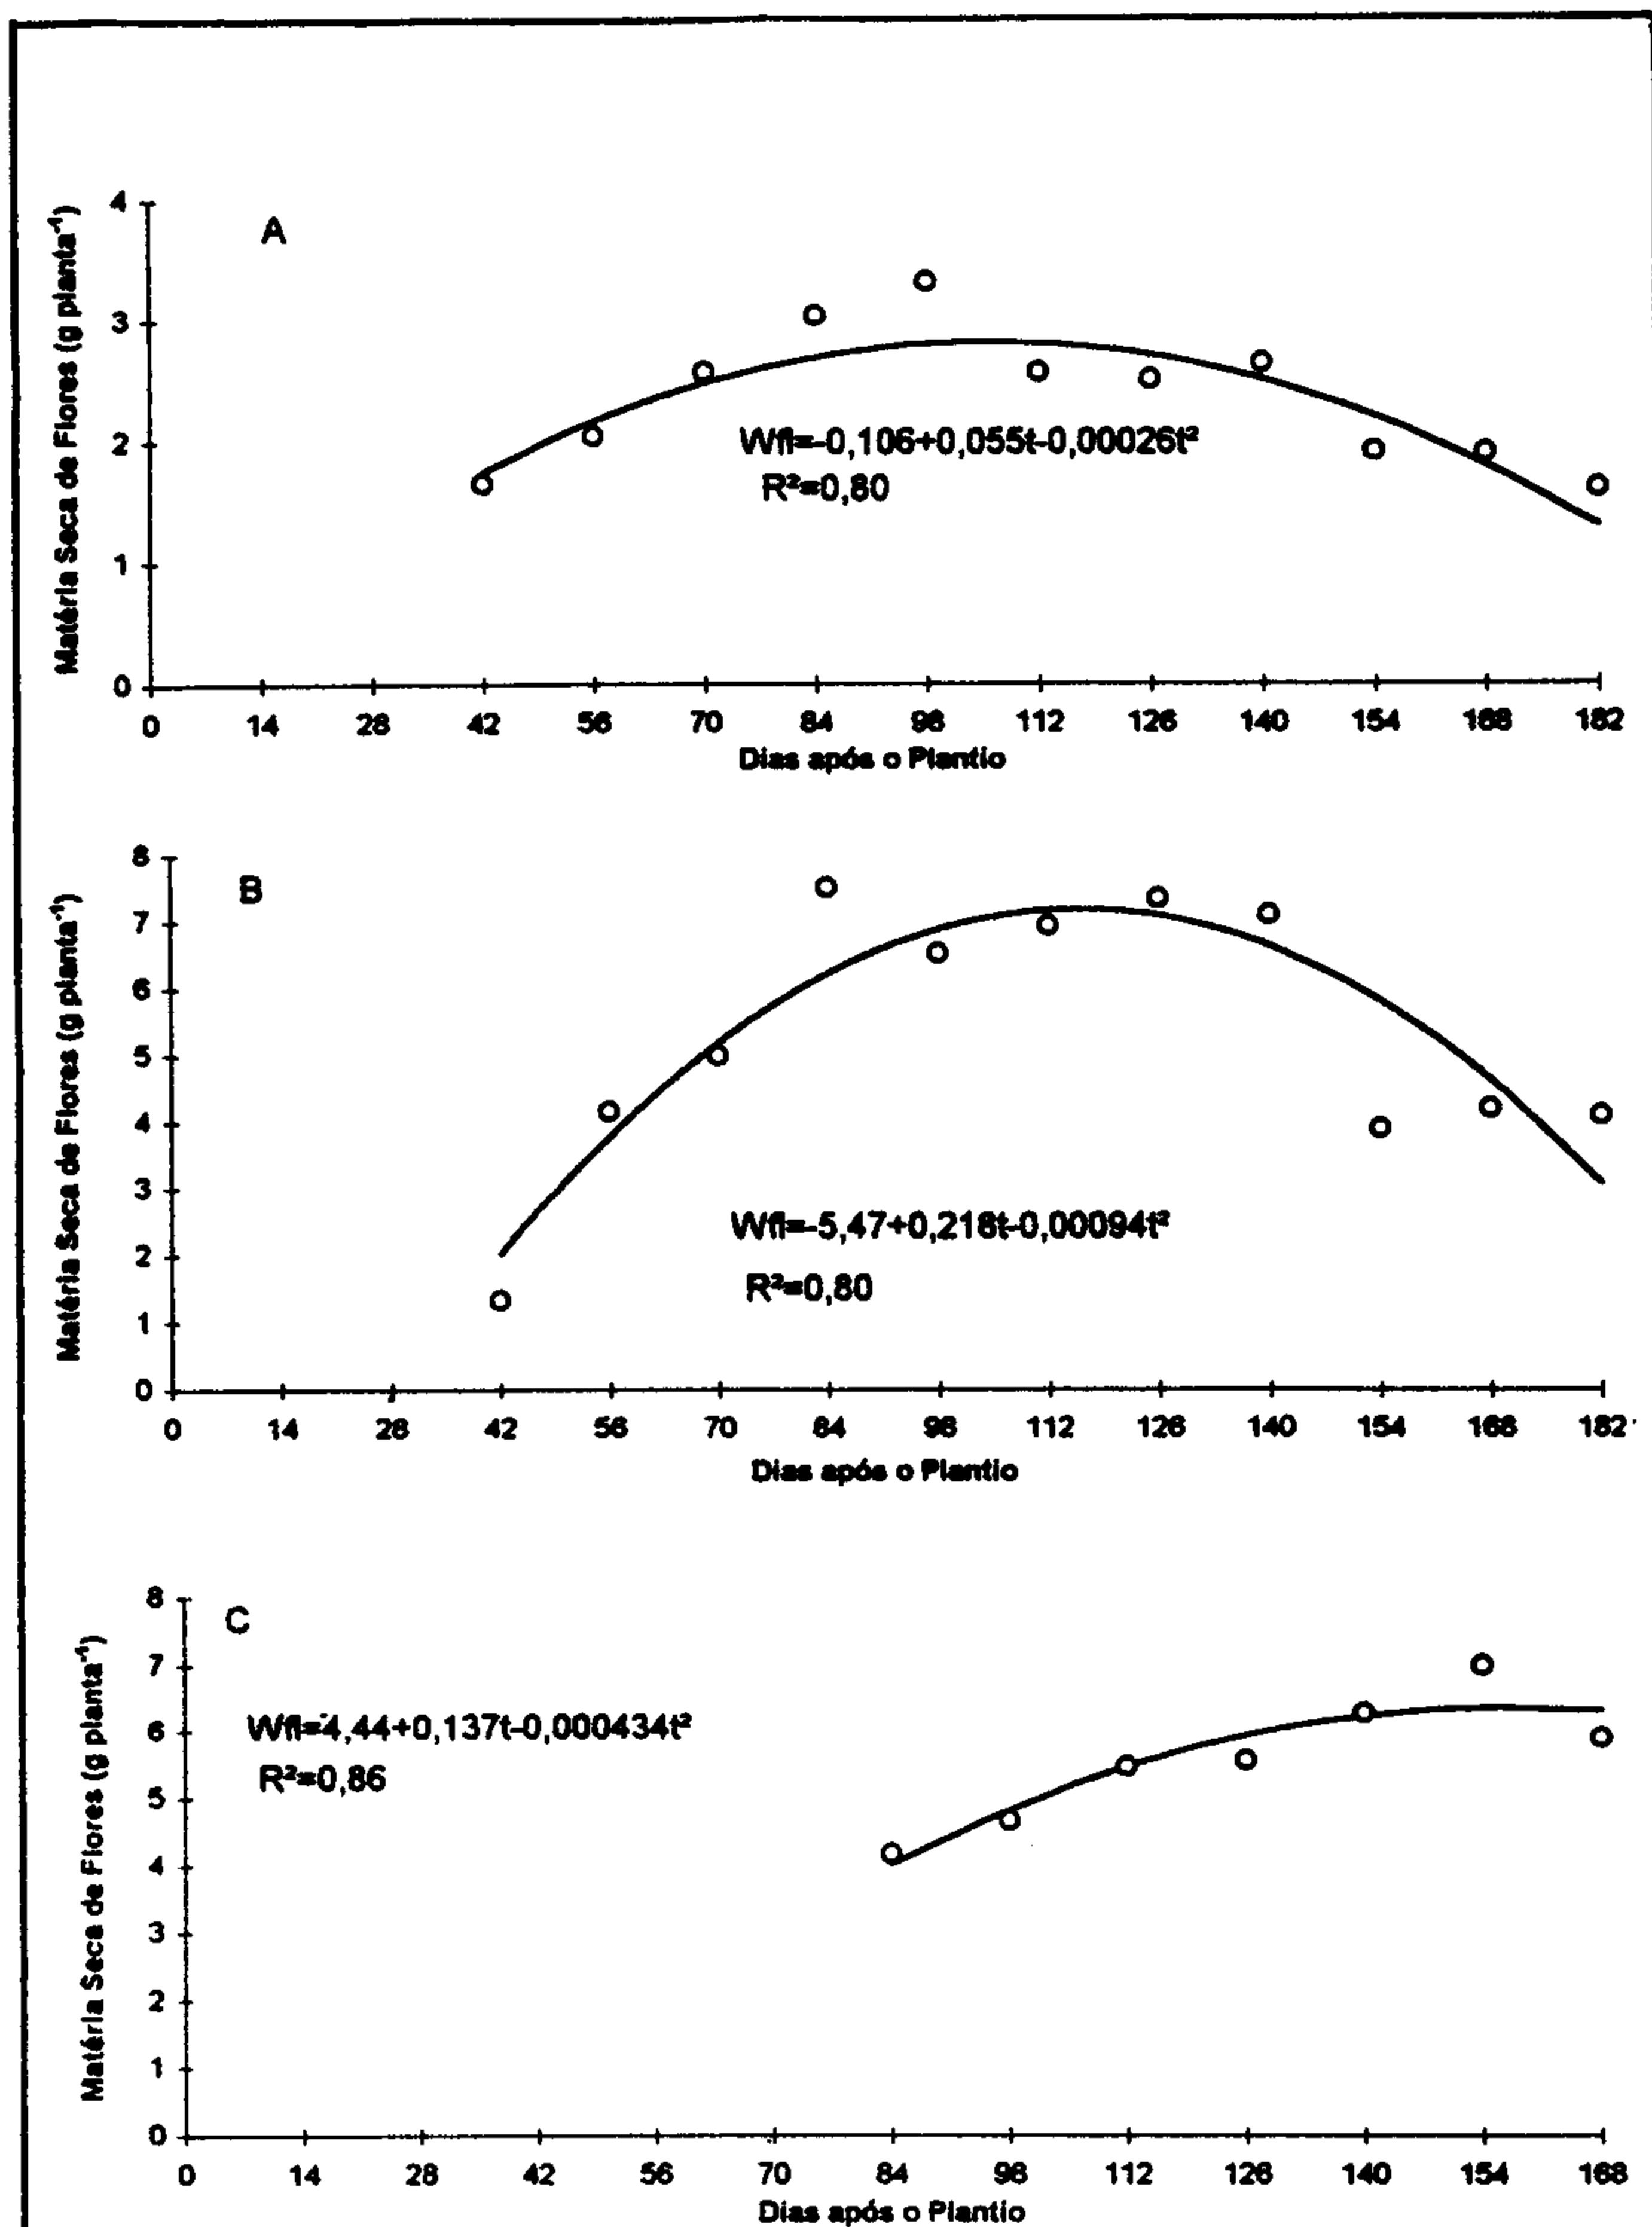 A
Matéria Seca de Flores (g planta⁻¹)
4
3
2
1
0
Wfl=-0,106+0,055t-0,00026t²
R²=0,80
0 14 28 42 56 70 84 98 112 126 140 154 168 182
Dias após o Plantio
B
Matéria Seca de Flores (g planta⁻¹)
8
7
6
5
4
3
2
1
0
Wfl=-5,47+0,218t-0,00094t²
R²=0,80
0 14 28 42 56 70 84 98 112 126 140 154 168 182
Dias após o Plantio
C
Matéria Seca de Flores (g planta⁻¹)
8
7
6
5
4
3
2
1
0
Wfl=4,44+0,137t-0,000434t²
R²=0,86
0 14 28 42 56 70 84 98 112 126 140 154 168
Dias após o Plantio